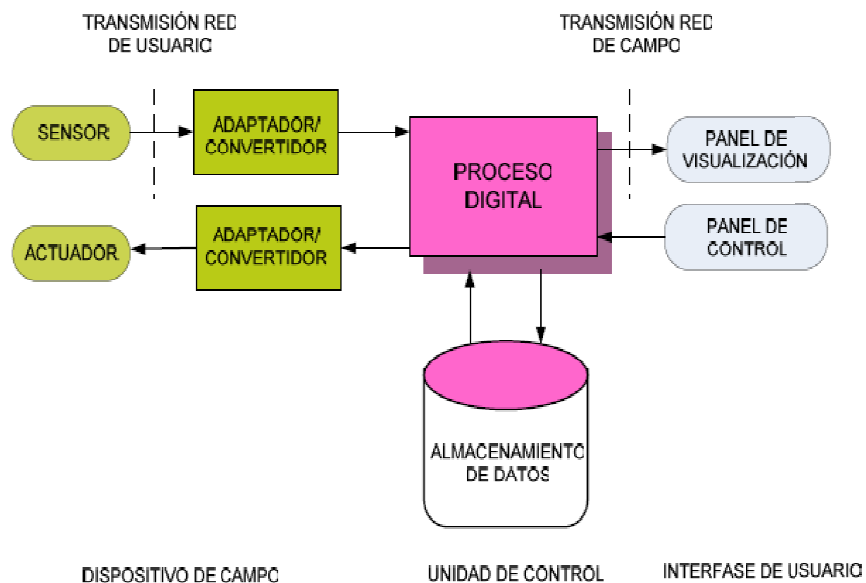 TRANSMISIÓN RED
DE USUARIO
TRANSMISIÓN RED
DE CAMPO
SENSOR
ADAPTADOR/
CONVERTIDOR
PROCESO
DIGITAL
PANEL DE
VISUALIZACIÓN
ACTUADOR
ADAPTADOR/
CONVERTIDOR
PANEL DE
CONTROL
ALMACENAMIENTO
DE DATOS
DISPOSITIVO DE CAMPO
UNIDAD DE CONTROL
INTERFASE DE USUARIO